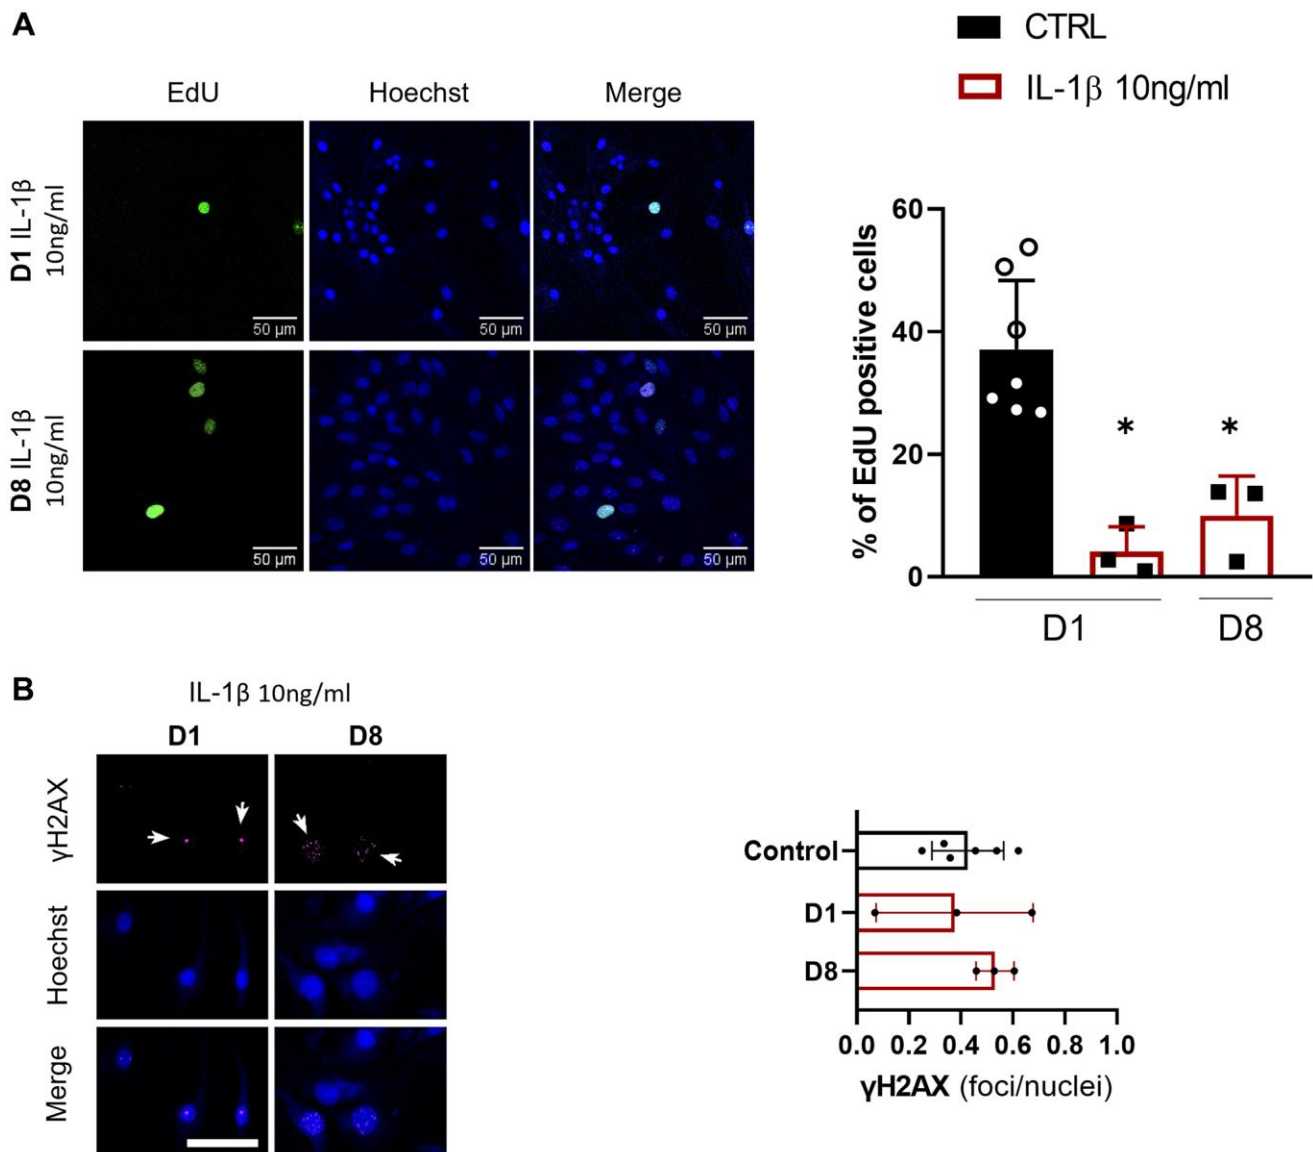 A
CTRL
IL-1β 10ng/ml
EdU
Hoechst
Merge
D1 IL-1β
10ng/ml
50 µm
50 µm
50 µm
D8 IL-1β
10ng/ml
50 µm
50 µm
50 µm
% of EdU positive cells
60
40
20
0
*
*
D1
D8
B
IL-1β 10ng/ml
D1
D8
γH2AX
Hoechst
Merge
Control
D1
D8
0.0 0.2 0.4 0.6 0.8 1.0
γH2AX (foci/nuclei)